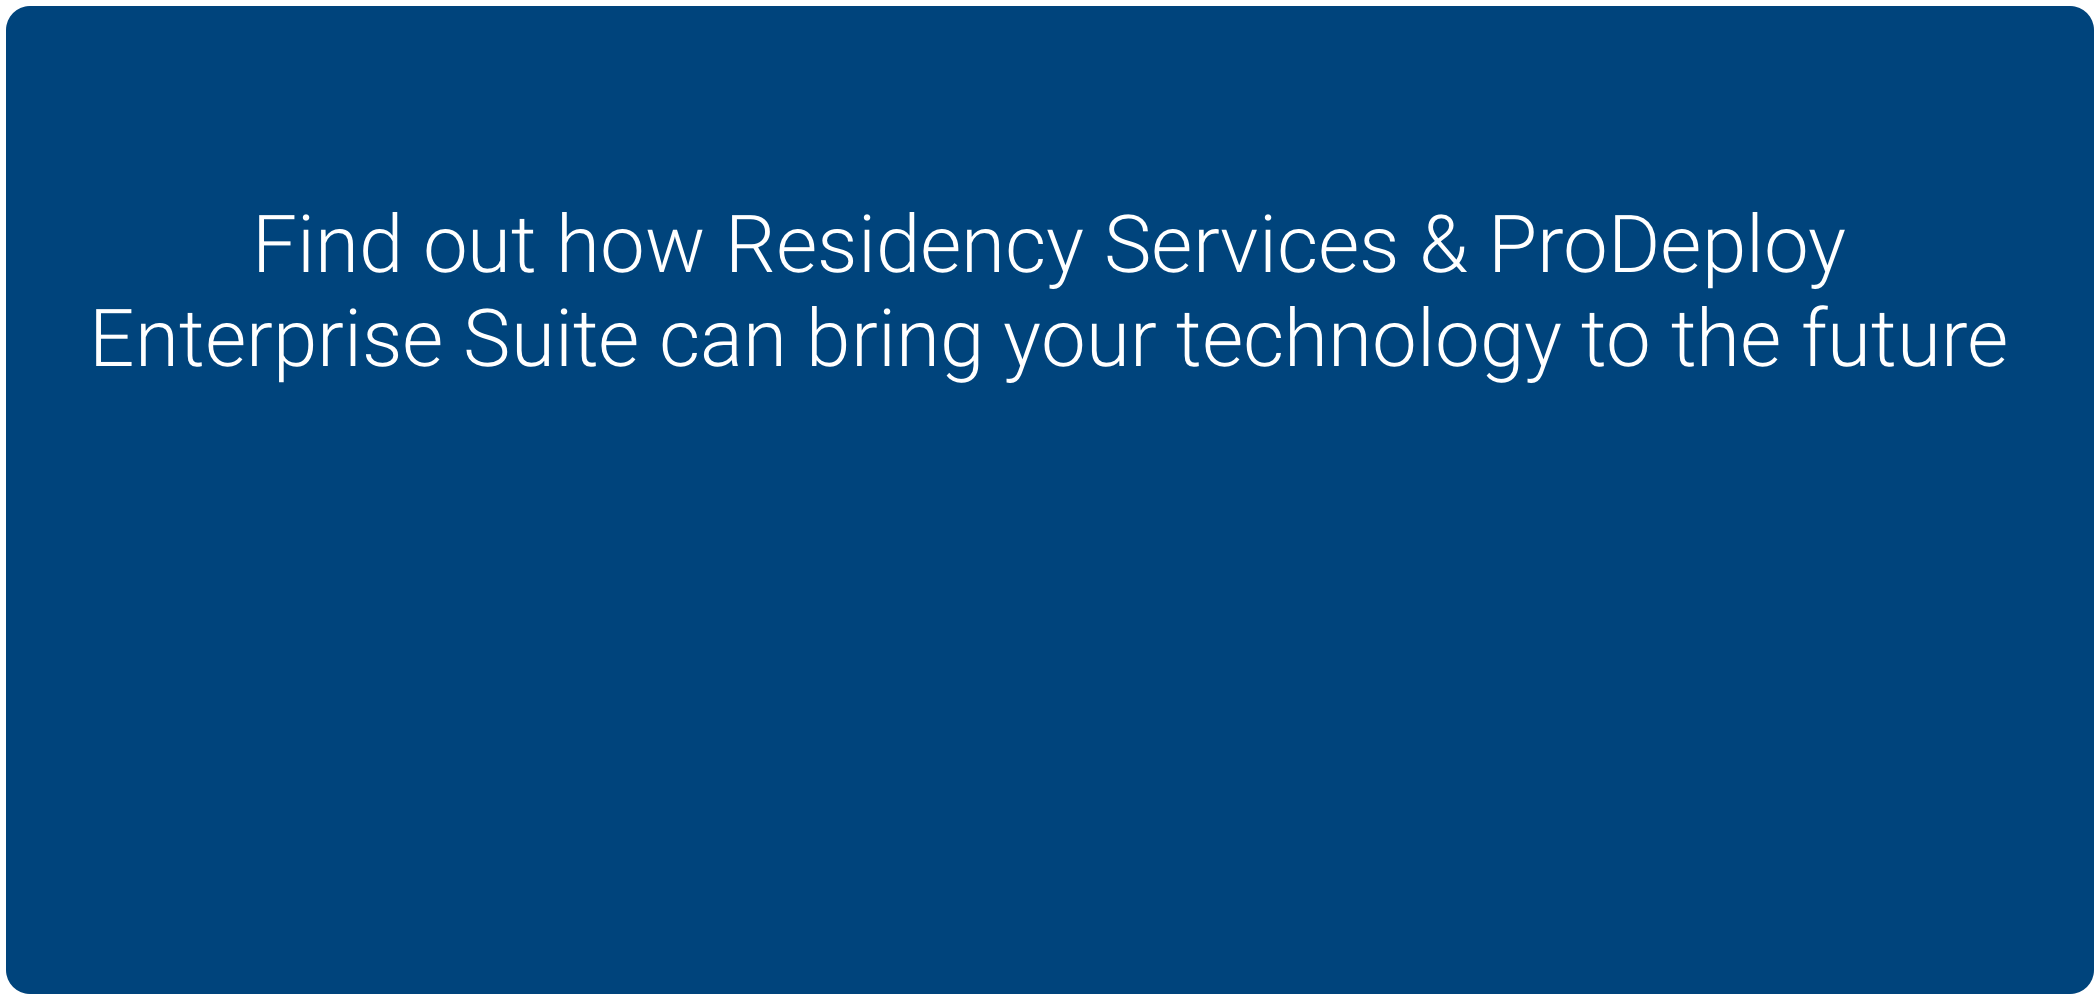 Find out how Residency Services & ProDeploy
Enterprise Suite can bring your technology to the future